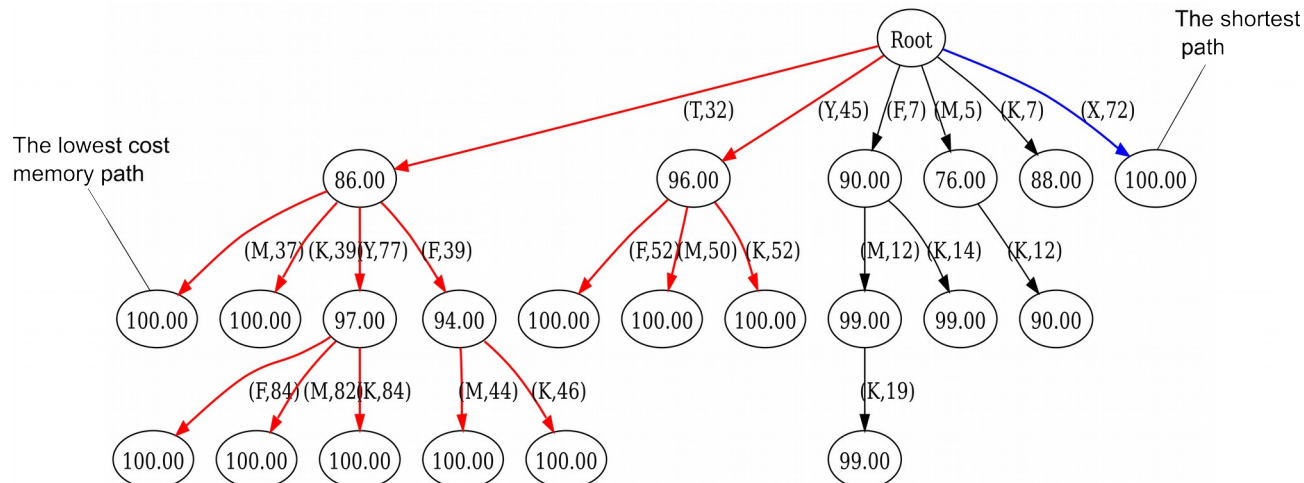 The shortest
path
Root
(T,32)
(Y,45)
(F,7)
(M,5)
(K,7)
(X,72)
The lowest cost
memory path
86.00
96.00
90.00
76.00
88.00
100.00
(M,37)
(K,39)
(Y,77)
(F,39)
(F,52)
(M,50)
(K,52)
(M,12)
(K,14)
(K,12)
100.00
100.00
97.00
94.00
100.00
100.00
100.00
99.00
99.00
90.00
(F,84)
(M,82)
(K,84)
(M,44)
(K,46)
(K,19)
100.00
100.00
100.00
100.00
100.00
99.00